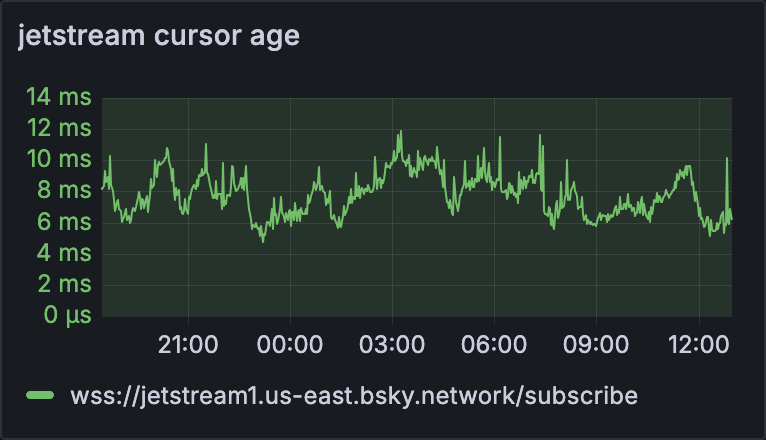 jetstream cursor age
14 ms
12 ms
10 ms
8 ms
6 ms
4 ms
2 ms
0 µs
21:00 00:00 03:00 06:00 09:00 12:00
wss://jetstream1.us-east.bsky.network/subscribe